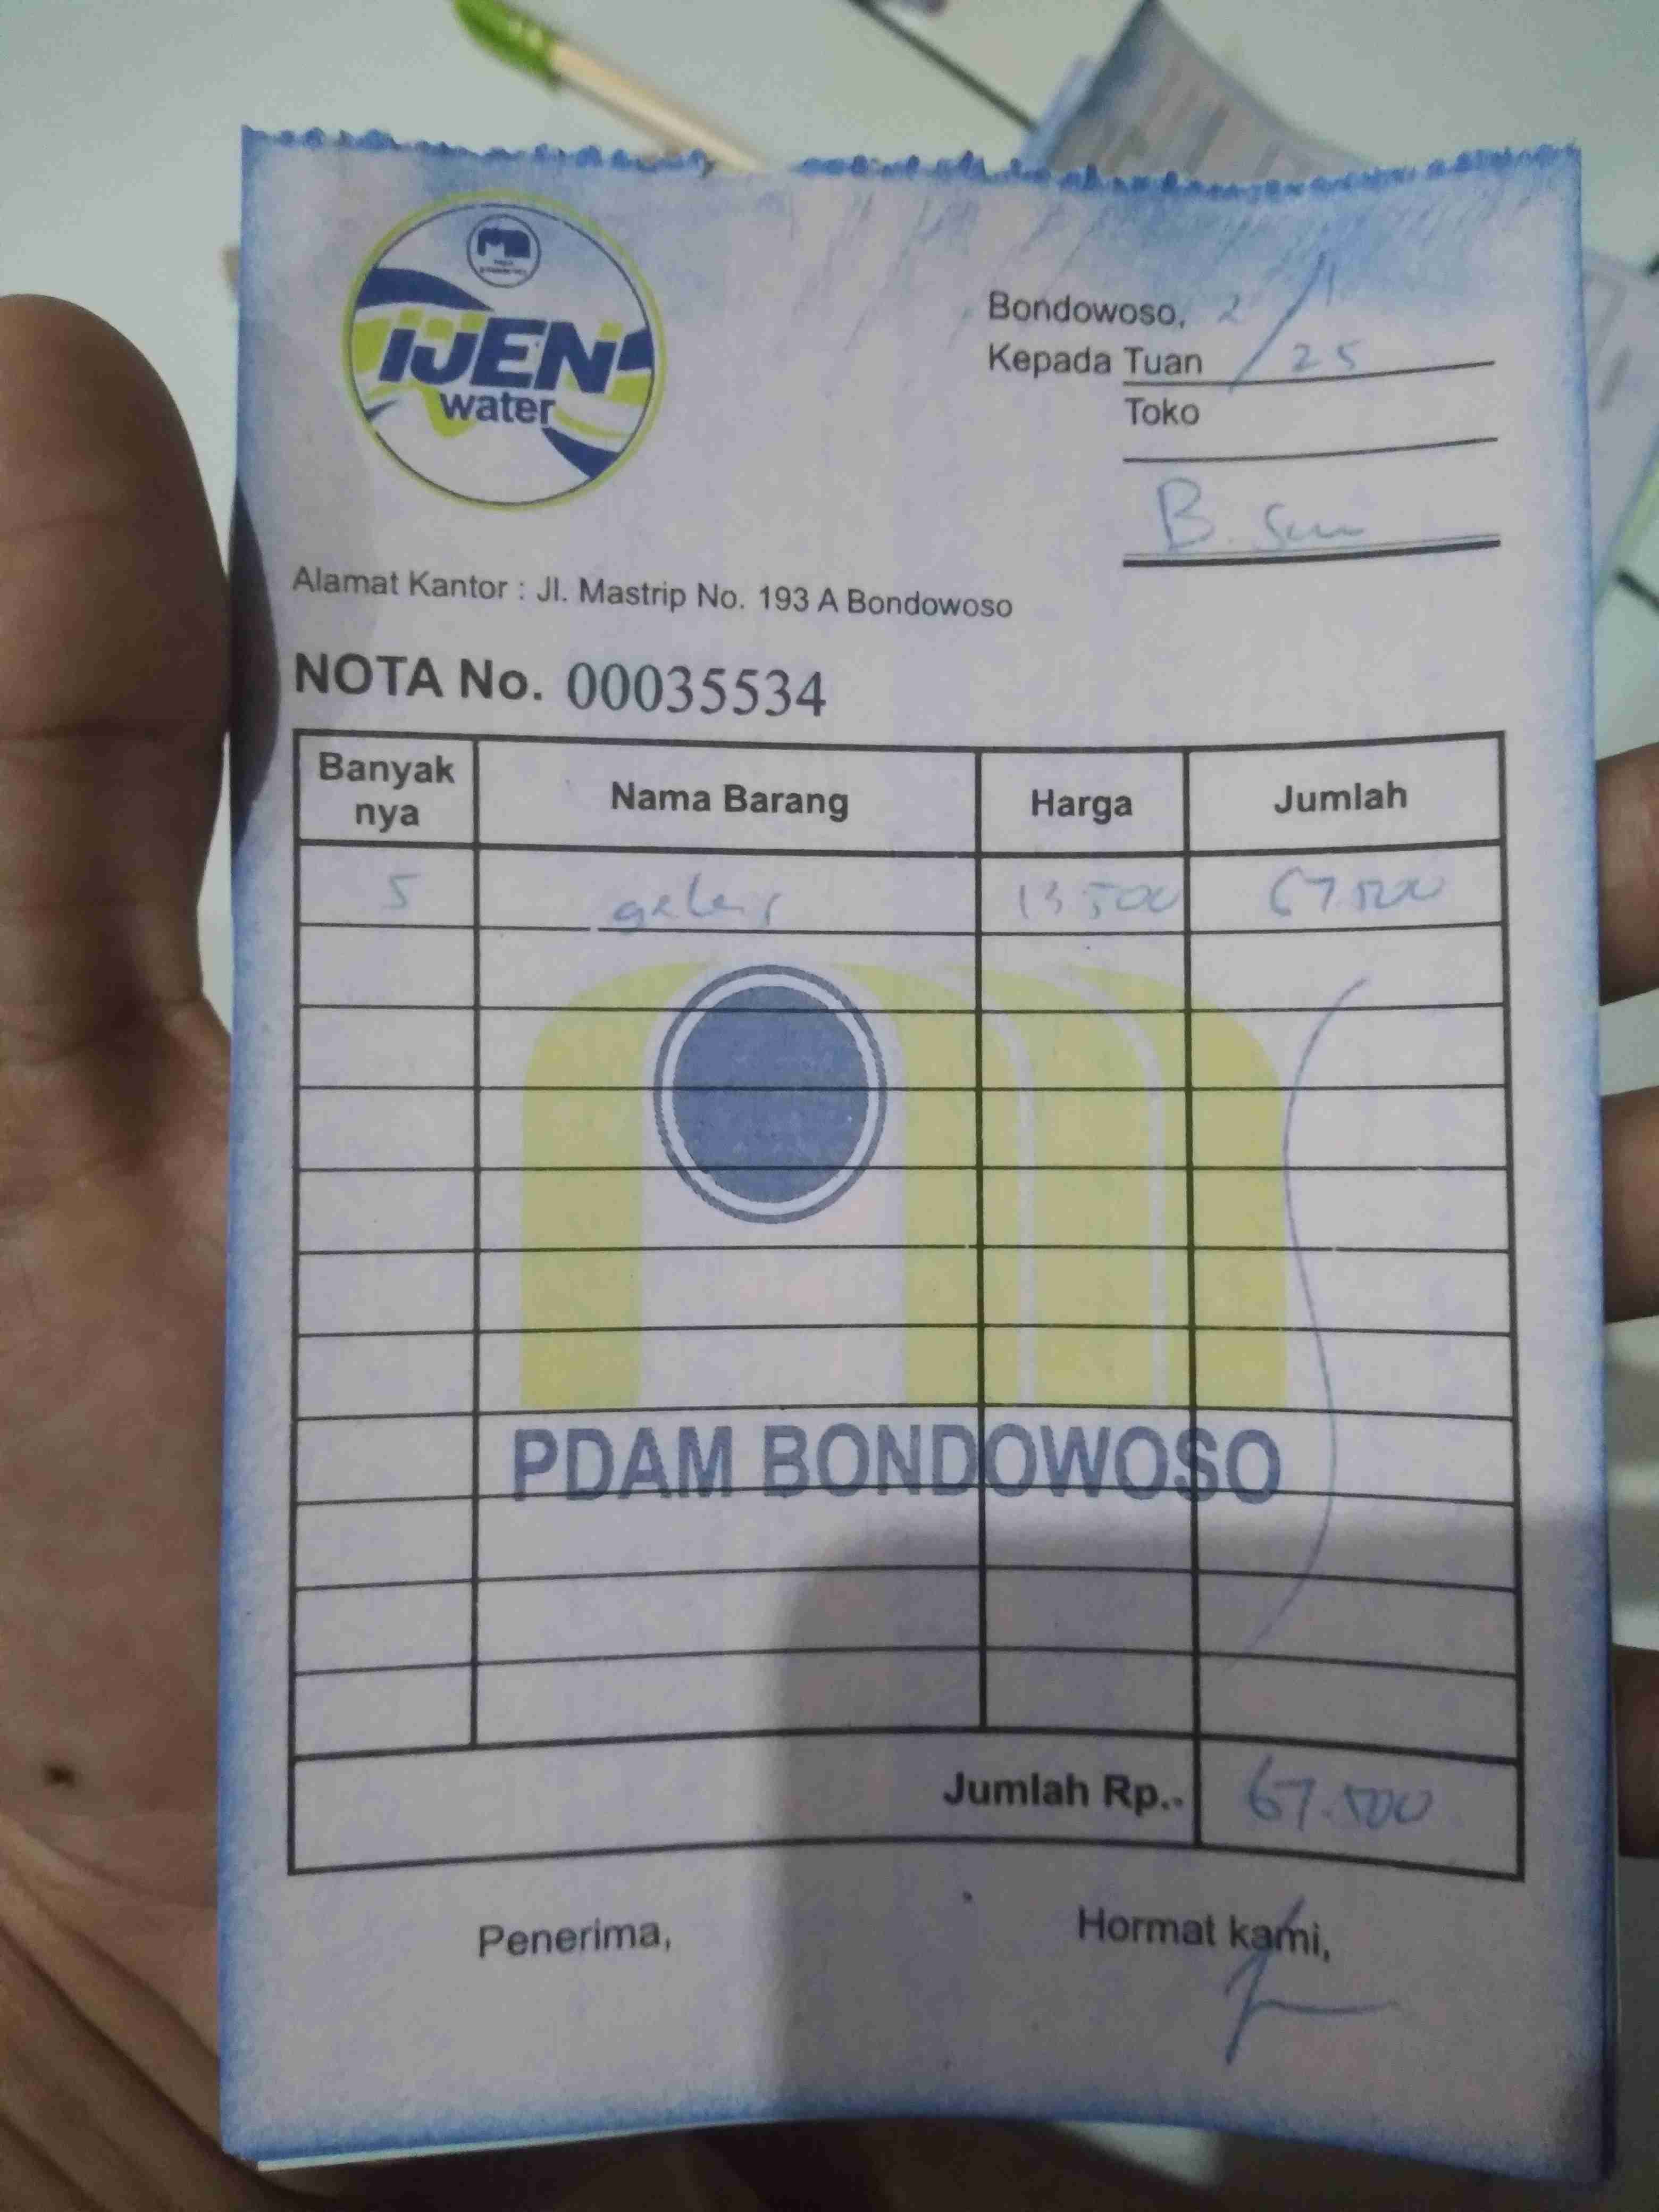 IJEN
water
Bondowoso, 2/1
Kepada Tuan /25
Toko
B.
Alamat Kantor : Jl. Mastrip No. 193 A Bondowoso
NOTA No. 00035534
Banyak nya Nama Barang Harga Jumlah
5 13.500 67.500
PDAM BONDOWOSO
Jumlah Rp. 67.500
Penerima, Hormat kami,